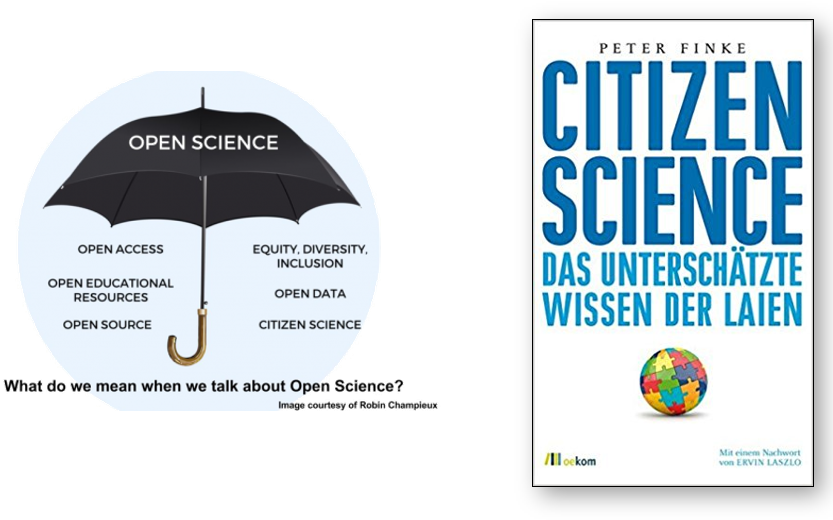 OPEN SCIENCE
OPEN ACCESS
OPEN EDUCATIONAL
RESOURCES
OPEN SOURCE
EQUITY, DIVERSITY,
INCLUSION
OPEN DATA
CITIZEN SCIENCE
What do we mean when we talk about Open Science?
Image courtesy of Robin Champieux
PETER FINKE
CITIZEN
SCIENCE
DAS UNTERSCHÄTZTE
WISSEN DER LAIEN
oekom
Mit einem Nachwort
von ERVIN LASZLO